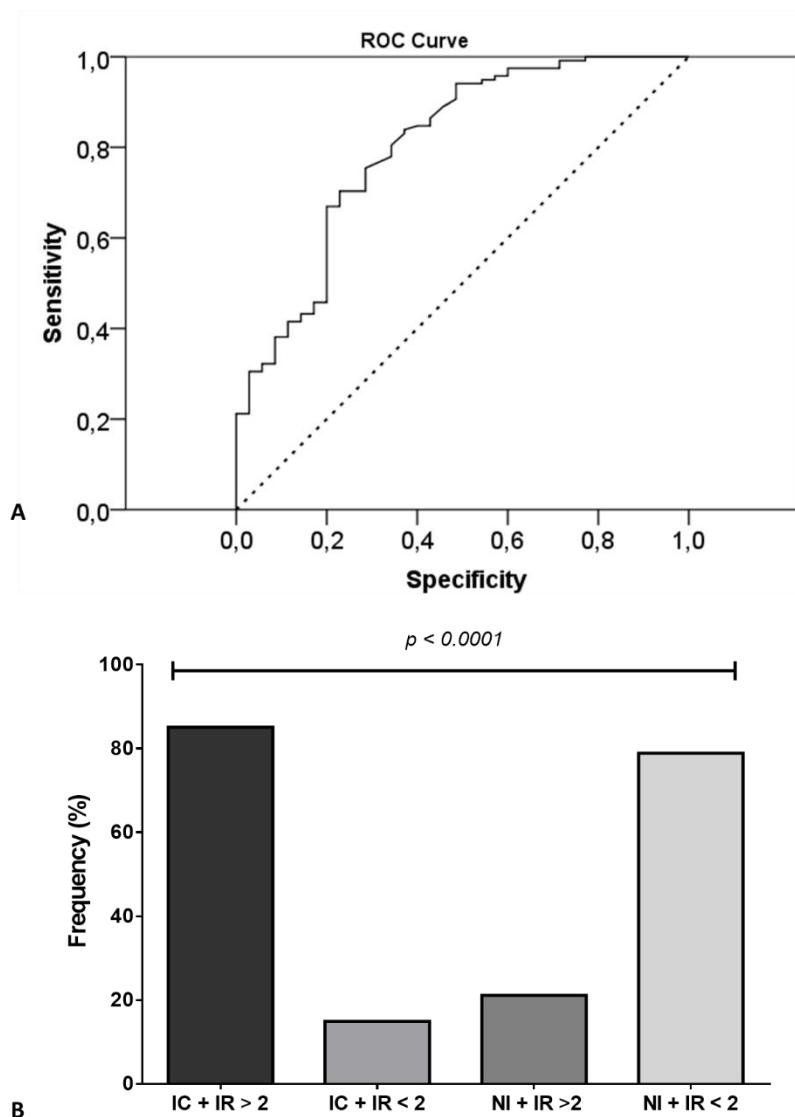 ROC Curve
1,0
0,8
0,6
0,4
0,2
0,0
Sensitivity
0,0 0,2 0,4 0,6 0,8 1,0
Specificity
A
p < 0.0001
100
80
60
40
20
0
Frequency (%)
IC + IR > 2 IC + IR < 2 NI + IR >2 NI + IR < 2
B